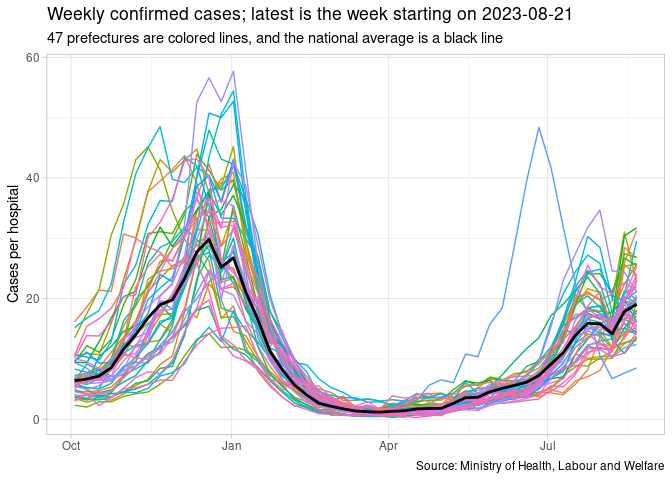 Weekly confirmed cases; latest is the week starting on 2023-08-21
47 prefectures are colored lines, and the national average is a black line
60
40
20
0
Cases per hospital
Oct Jan Apr Jul
Source: Ministry of Health, Labour and Welfare